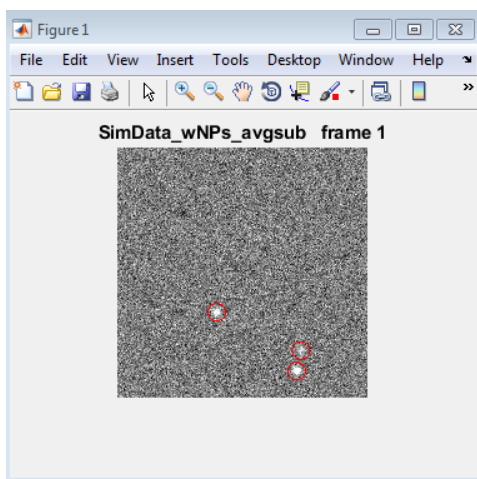 Figure 1
File Edit View Insert Tools Desktop Window Help
SimData_wNPs_avgsub frame 1